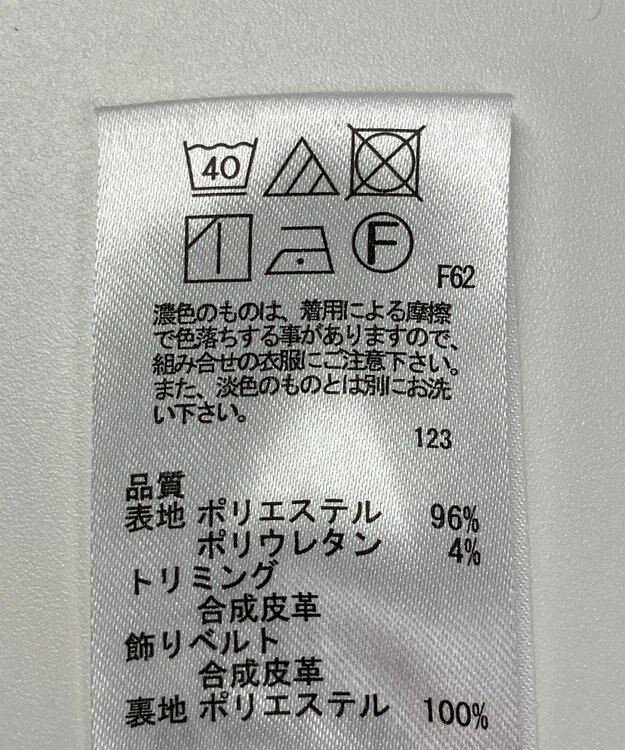 40
F
F62
濃色のものは、着用による摩擦
で色落ちする事がありますので、
組み合せの衣服にご注意下さい。
また、淡色のものとは別にお洗
い下さい。
123
品質
表地 ポリエステル 96%
ポリウレタン 4%
トリミング
合成皮革
飾りベルト
合成皮革
裏地 ポリエステル 100%